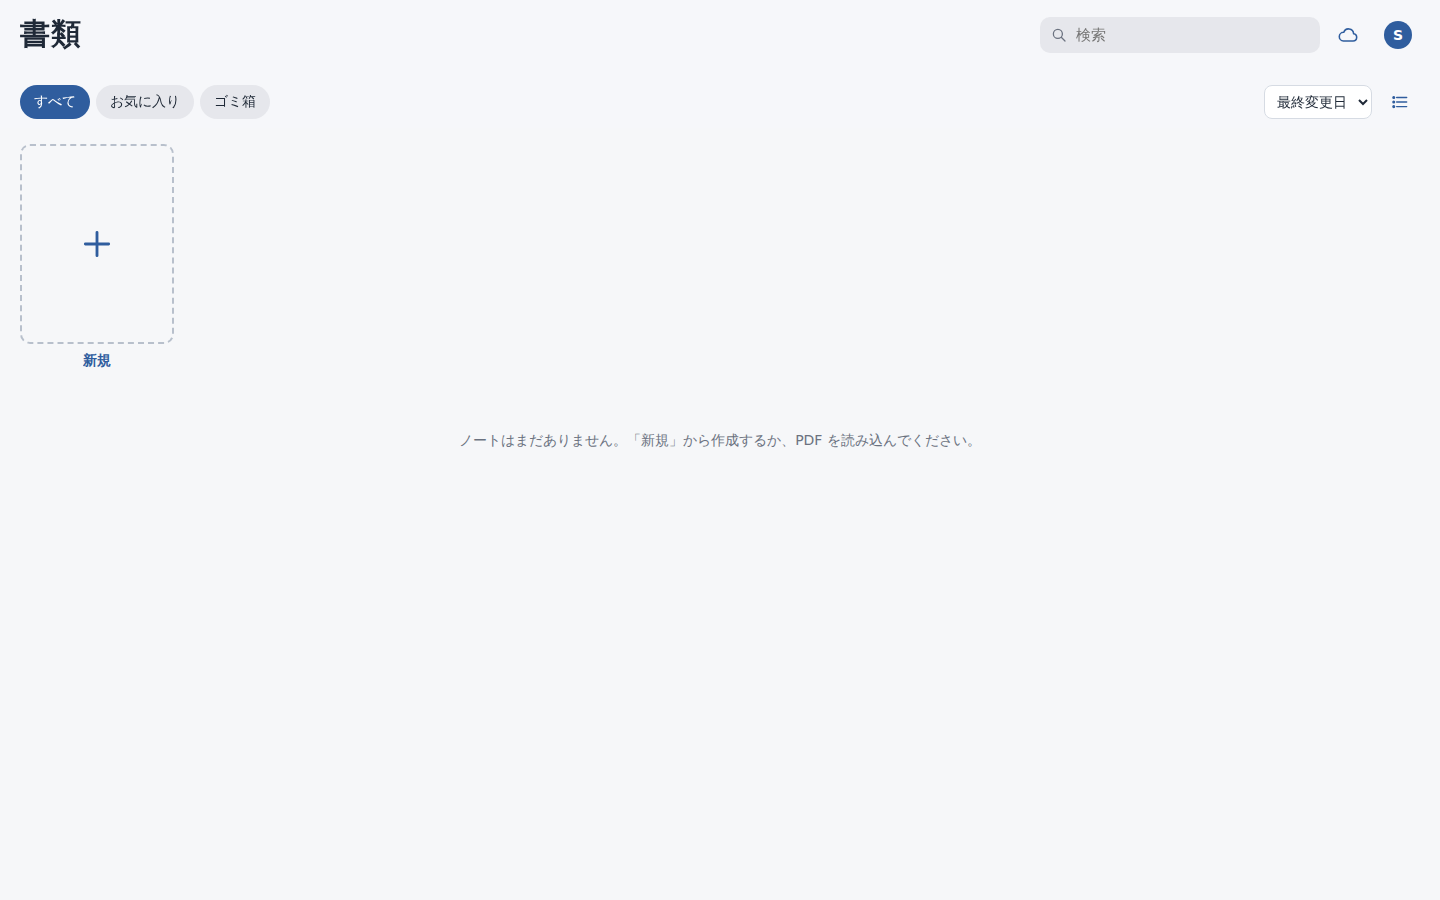 書類
検索
S
すべて
お気に入り
ゴミ箱
最終変更日
新規
ノートはまだありません。「新規」から作成するか、PDF を読み込んでください。